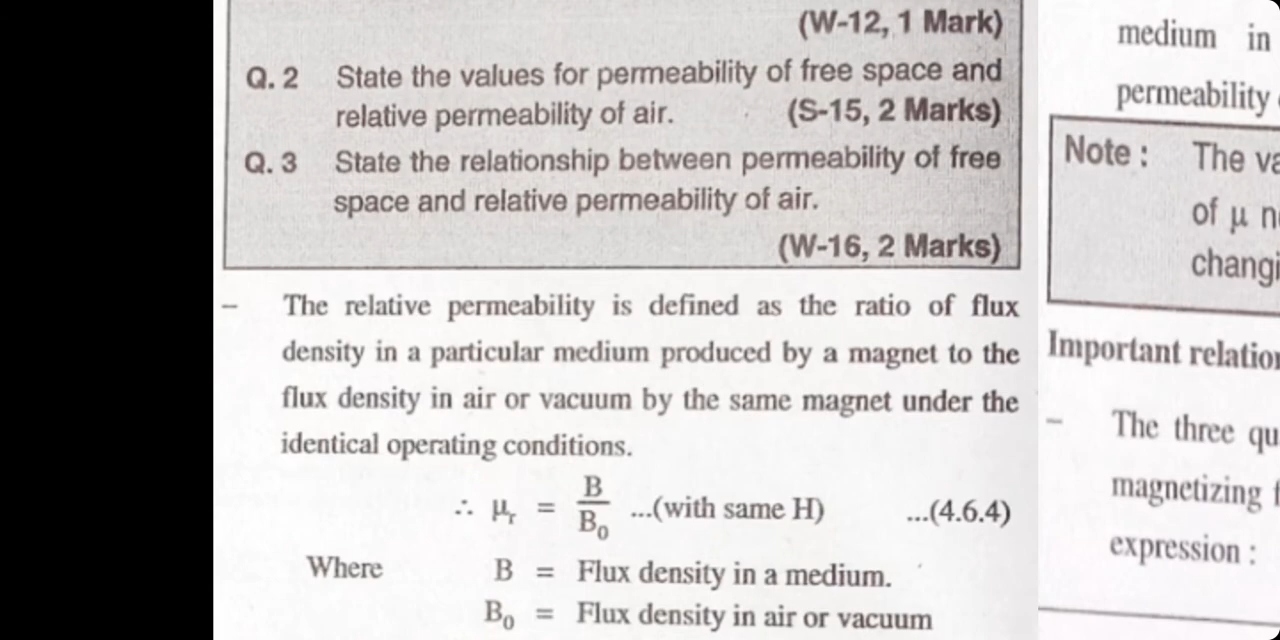 (W-12, 1 Mark)
Q. 2 State the values for permeability of free space and
relative permeability of air. (S-15, 2 Marks)
Q. 3 State the relationship between permeability of free
space and relative permeability of air.
(W-16, 2 Marks)
– The relative permeability is defined as the ratio of flux
density in a particular medium produced by a magnet to the
flux density in air or vacuum by the same magnet under the
identical operating conditions.
∴ μᵣ = B/B₀ ...(with same H) ...(4.6.4)
Where B = Flux density in a medium.
B₀ = Flux density in air or vacuum
medium in
permeability
Note : The va
of μ n
changi
Important relation
– The three qu
magnetizing f
expression :